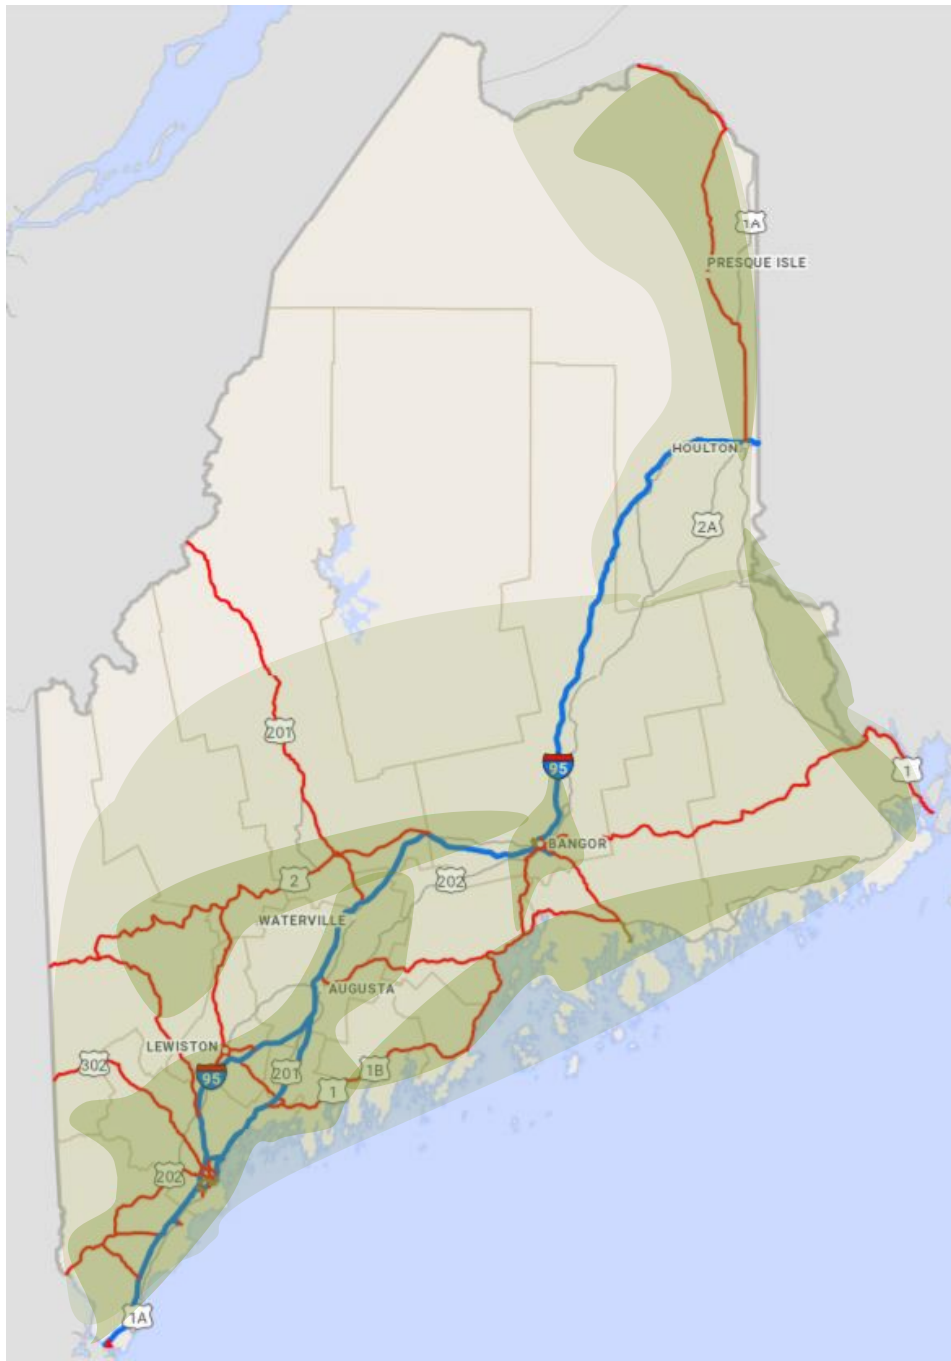 1A
PRESQUE ISLE
HOULTON
2A
201
95
1
BANGOR
2
202
WATERVILLE
AUGUSTA
LEWISTON
302
95
201
1B
1
202
1A